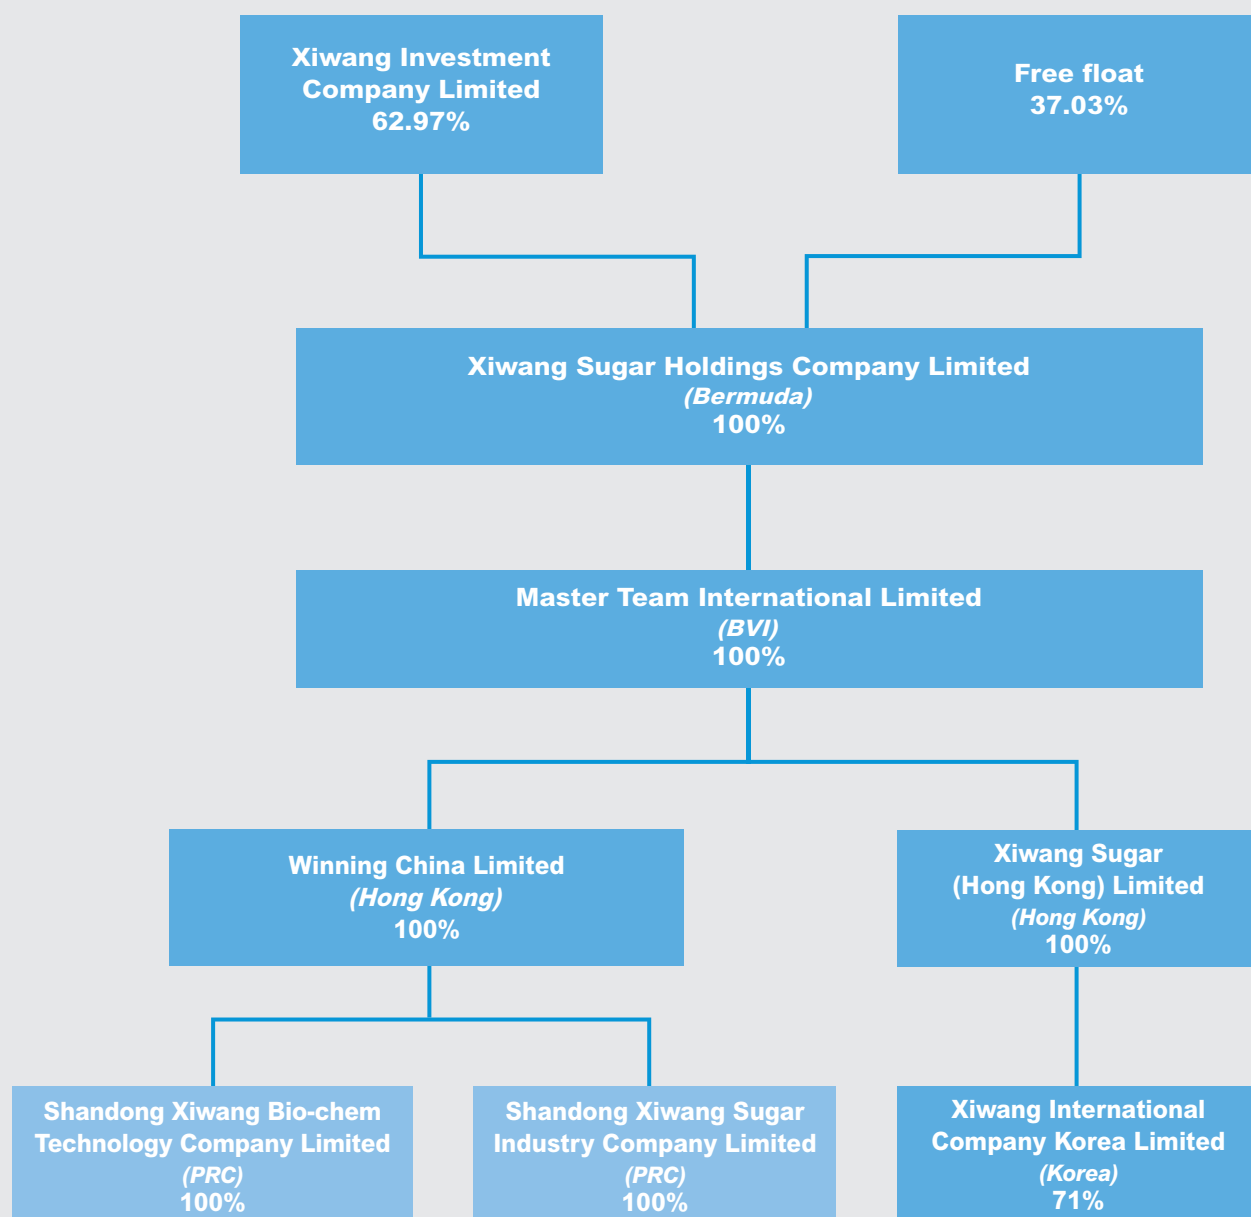 Xiwang Investment
Company Limited
62.97%
Free float
37.03%
Xiwang Sugar Holdings Company Limited
(Bermuda)
100%
Master Team International Limited
(BVI)
100%
Winning China Limited
(Hong Kong)
100%
Xiwang Sugar
(Hong Kong) Limited
(Hong Kong)
100%
Shandong Xiwang Bio-chem
Technology Company Limited
(PRC)
100%
Shandong Xiwang Sugar
Industry Company Limited
(PRC)
100%
Xiwang International
Company Korea Limited
(Korea)
71%